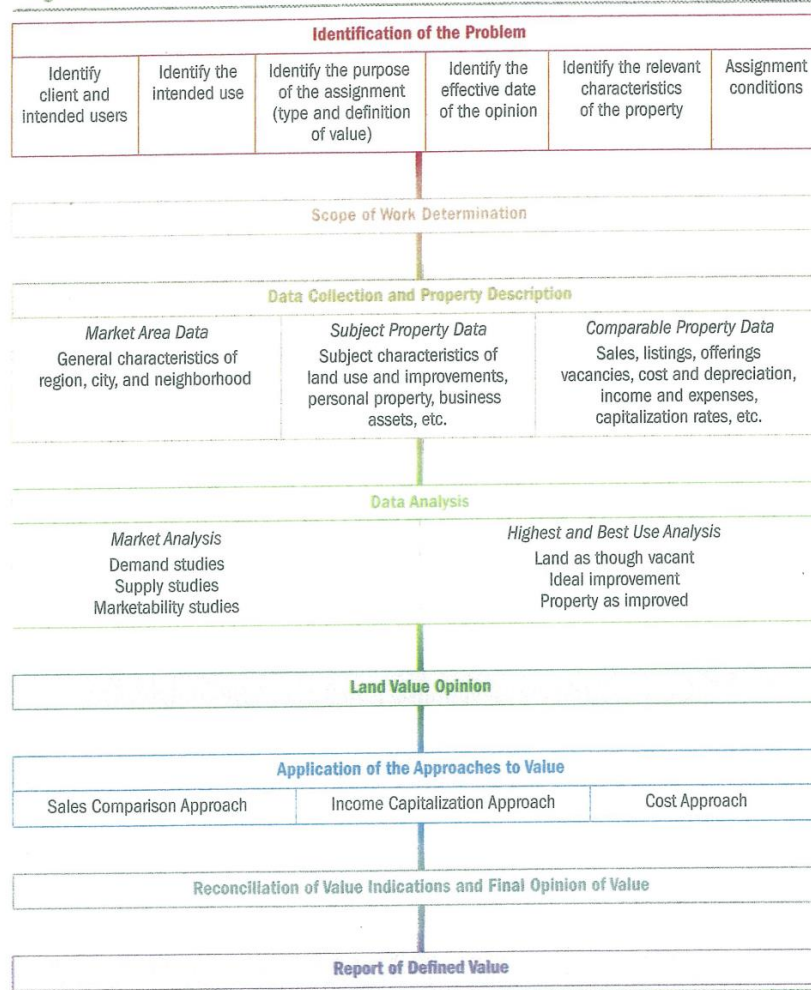 Identification of the Problem
Identify
client and
intended users
Identify the
intended use
Identify the purpose
of the assignment
(type and definition
of value)
Identify the
effective date
of the opinion
Identify the relevant
characteristics
of the property
Assignment
conditions
Scope of Work Determination
Data Collection and Property Description
Market Area Data
General characteristics of
region, city, and neighborhood
Subject Property Data
Subject characteristics of
land use and improvements,
personal property, business
assets, etc.
Comparable Property Data
Sales, listings, offerings
vacancies, cost and depreciation,
income and expenses,
capitalization rates, etc.
Data Analysis
Market Analysis
Demand studies
Supply studies
Marketability studies
Highest and Best Use Analysis
Land as though vacant
Ideal improvement
Property as improved
Land Value Opinion
Application of the Approaches to Value
Sales Comparison Approach
Income Capitalization Approach
Cost Approach
Reconciliation of Value Indications and Final Opinion of Value
Report of Defined Value